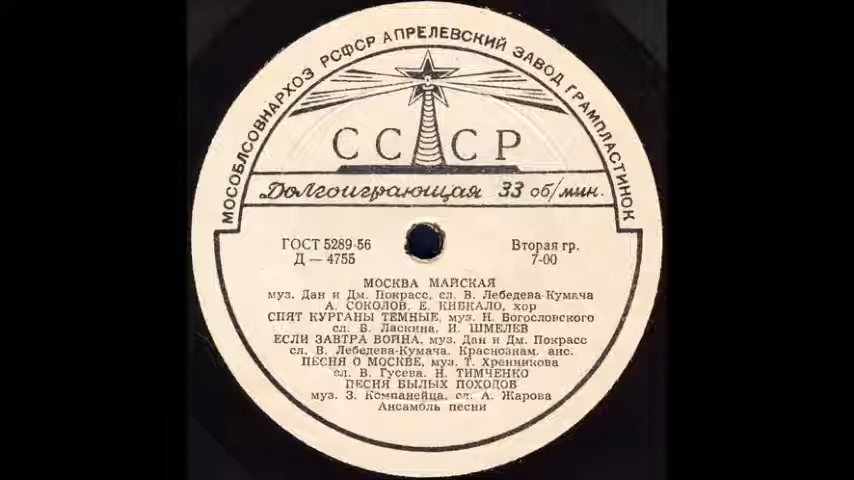 МОСОБЛСОВНАРХОЗ РСФСР АПРЕЛЕВСКИЙ ЗАВОД ГРАМПЛАСТИНОК
СССР
Долгоиграющая 33 об/мин.
ГОСТ 5289-56 Вторая гр.
Д — 4755 7-00
МОСКВА МАЙСКАЯ
муз. Дан и Дм. Покрасс, сл. В. Лебедева-Кумача
А. СОКОЛОВ, Е. КИБКАЛО, хор
СПЯТ КУРГАНЫ ТЕМНЫЕ, муз. Н. Богословского
сл. Б. Ласкина, И. ШМЕЛЕВ
ЕСЛИ ЗАВТРА ВОЙНА, муз. Дан и Дм. Покрасс
сл. В. Лебедева-Кумача, Краснознам. анс.
ПЕСНЯ О МОСКВЕ, муз. Т. Хренникова
сл. В. Гусева, Н. ТИМЧЕНКО
ПЕСНЯ БЫЛЫХ ПОХОДОВ
муз. З. Компанейца, сл. А. Жарова
Ансамбль песни